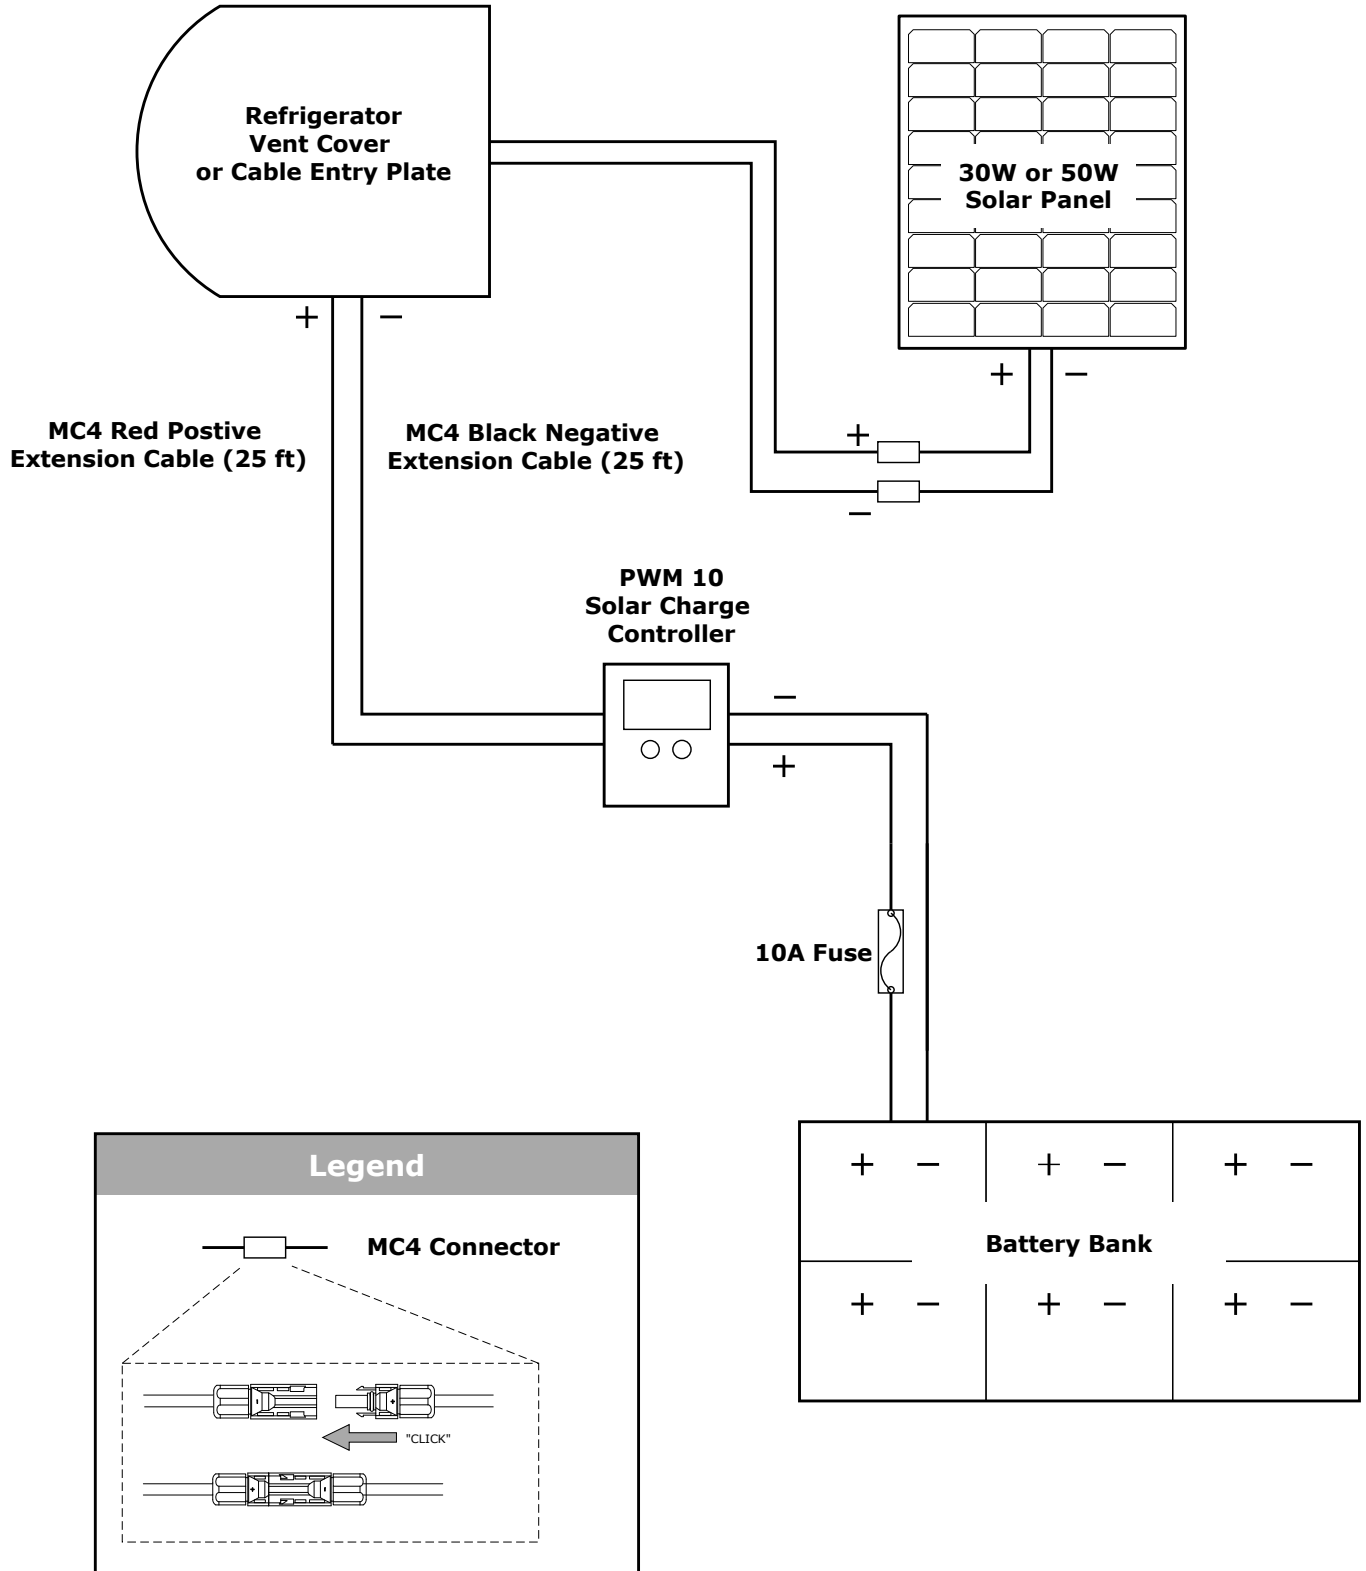 Refrigerator
Vent Cover
or Cable Entry Plate
30W or 50W
Solar Panel
+ −
+ −
MC4 Red Postive
Extension Cable (25 ft)
MC4 Black Negative
Extension Cable (25 ft)
+
−
PWM 10
Solar Charge
Controller
−
+
10A Fuse
Legend
MC4 Connector
"CLICK"
+ − + − + −
Battery Bank
+ − + − + −